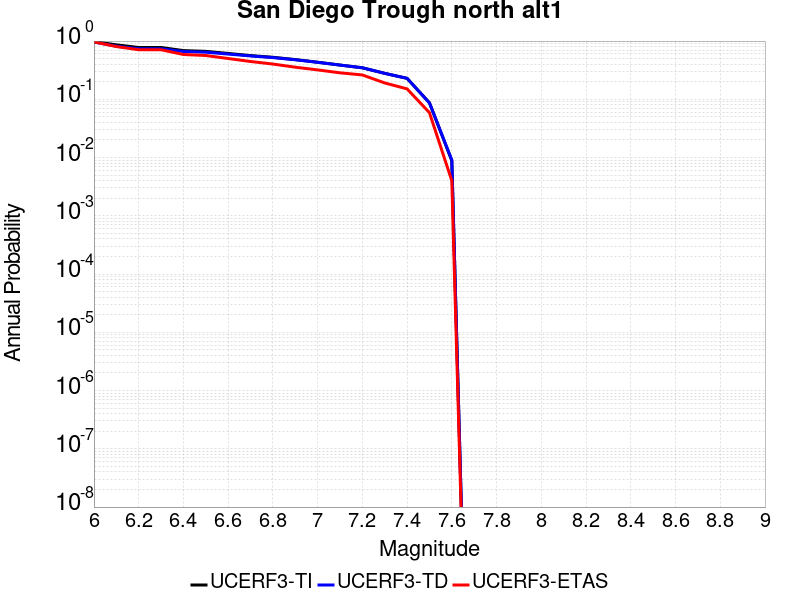 San Diego Trough north alt1
Annual Probability
10^0
10^-1
10^-2
10^-3
10^-4
10^-5
10^-6
10^-7
10^-8
6 6.2 6.4 6.6 6.8 7 7.2 7.4 7.6 7.8 8 8.2 8.4 8.6 8.8 9
Magnitude
UCERF3-TI UCERF3-TD UCERF3-ETAS